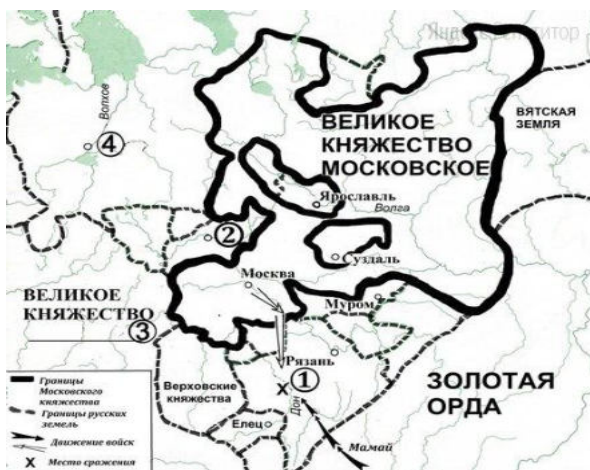 Яндекс Репетитор
Волхов
④
ВЯТСКАЯ
ЗЕМЛЯ
ВЕЛИКОЕ
КНЯЖЕСТВО
МОСКОВСКОЕ
Ярославль
Волга
②
Суздаль
Москва
ВЕЛИКОЕ
КНЯЖЕСТВО
③
Муром
Рязань
①
Верховские
княжества
Дон
Елец
ЗОЛОТАЯ
ОРДА
Мамай
Границы
Московского
княжества
Границы русских
земель
Движение войск
X Место сражения